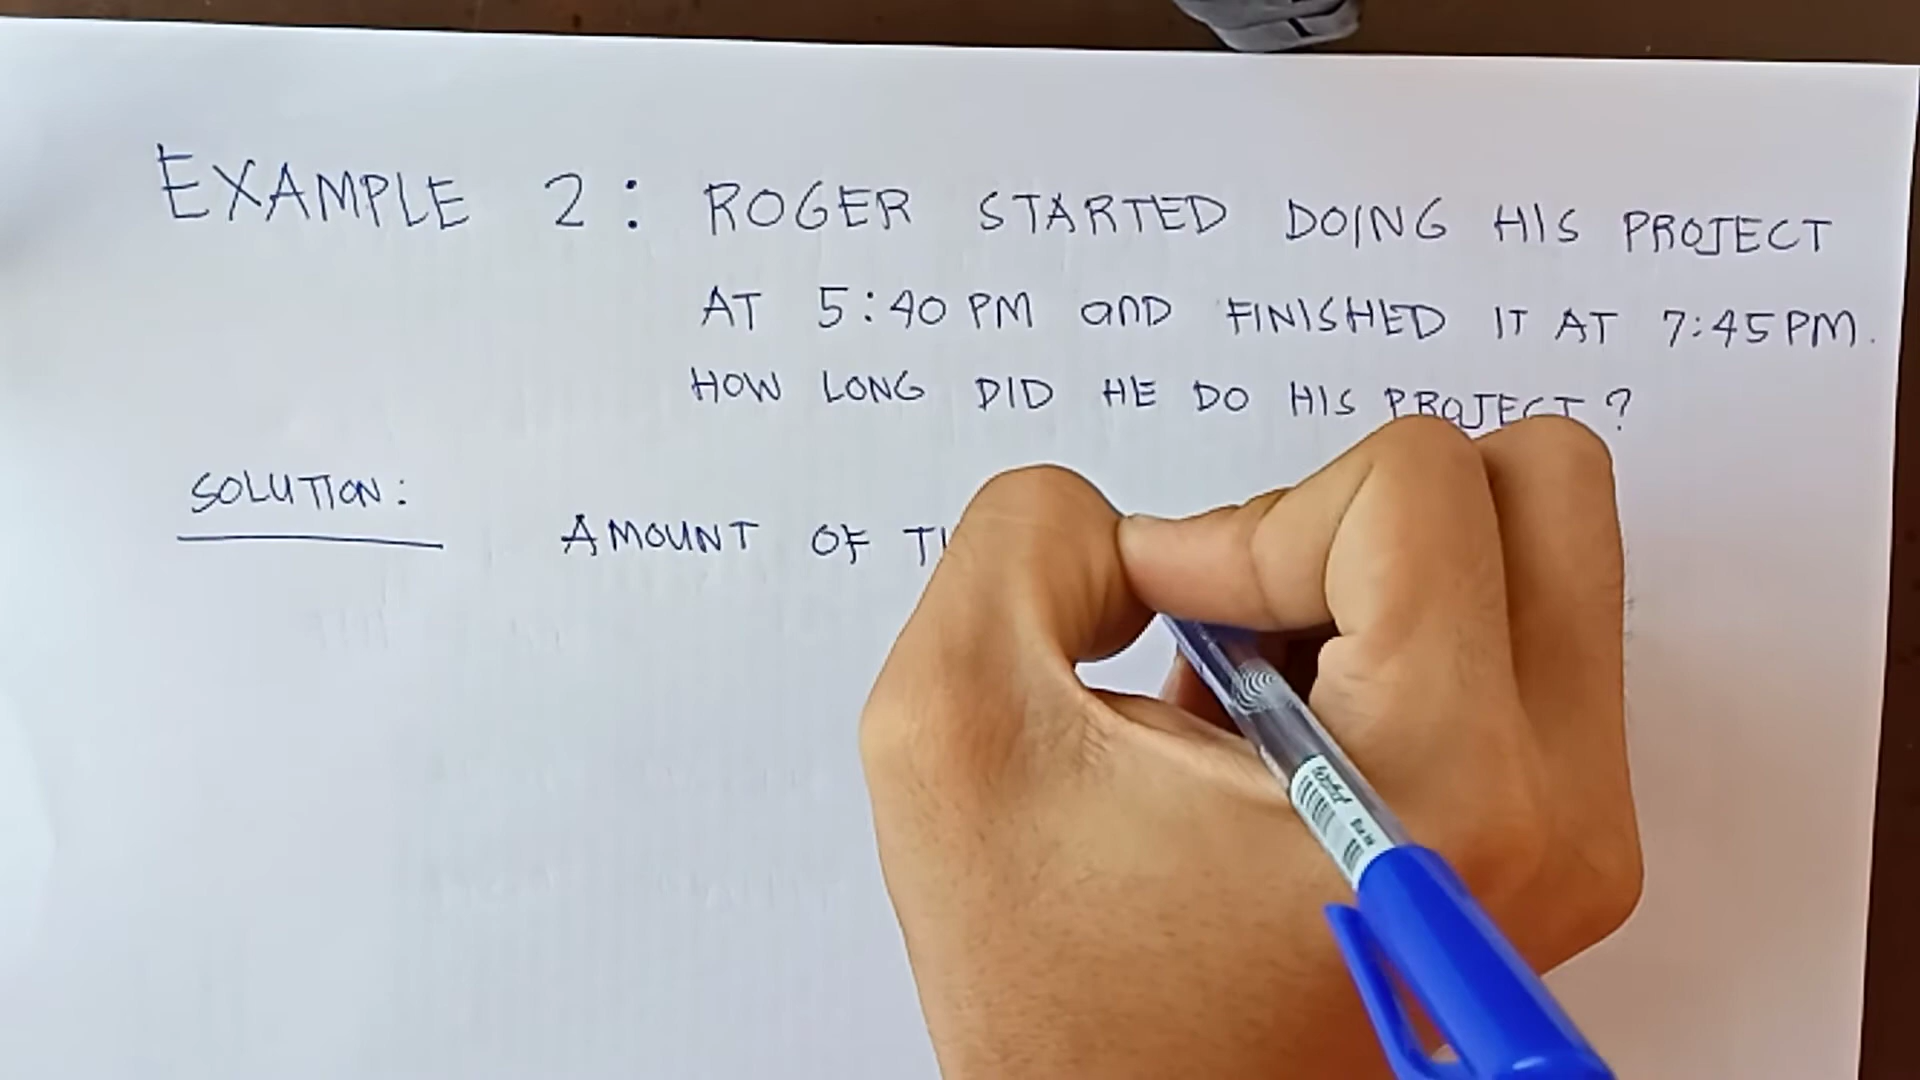 EXAMPLE 2: ROGER STARTED DOING HIS PROJECT
AT 5:40 PM and FINISHED IT AT 7:45 PM.
HOW LONG DID HE DO HIS PROJECT?
SOLUTION:
AMOUNT OF